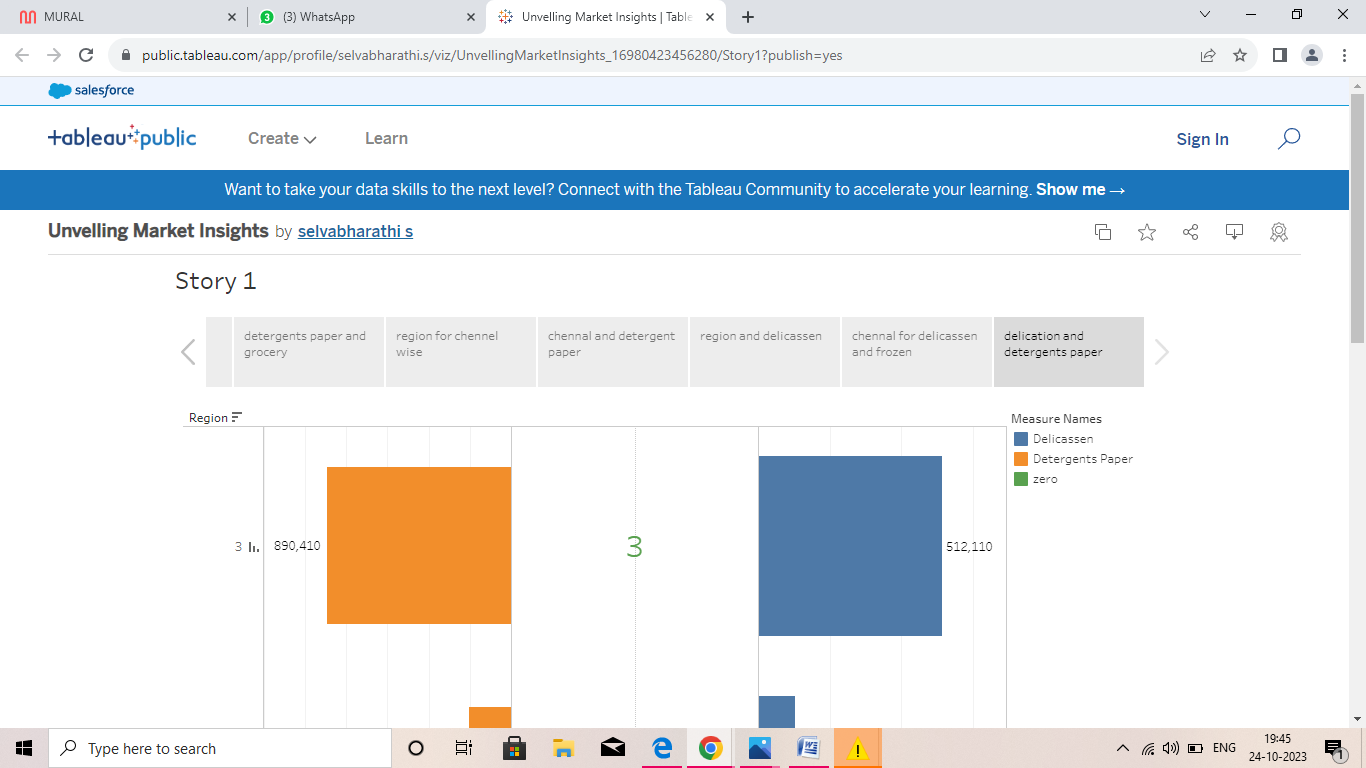 MURAL
(3) WhatsApp
Unvelling Market Insights | Table
public.tableau.com/app/profile/selvabharathi.s/viz/UnvellingMarketInsights_16980423456280/Story1?publish=yes
salesforce
+ableau public
Create
Learn
Sign In
Want to take your data skills to the next level? Connect with the Tableau Community to accelerate your learning. Show me →
Unvelling Market Insights by selvabharathi s
Story 1
detergents paper and
grocery
region for chennel
wise
chennal and detergent
paper
region and delicassen
chennal for delicassen
and frozen
delication and
detergents paper
Region
Measure Names
Delicassen
Detergents Paper
zero
3
890,410
3
512,110
Type here to search
ENG
19:45
24-10-2023
1